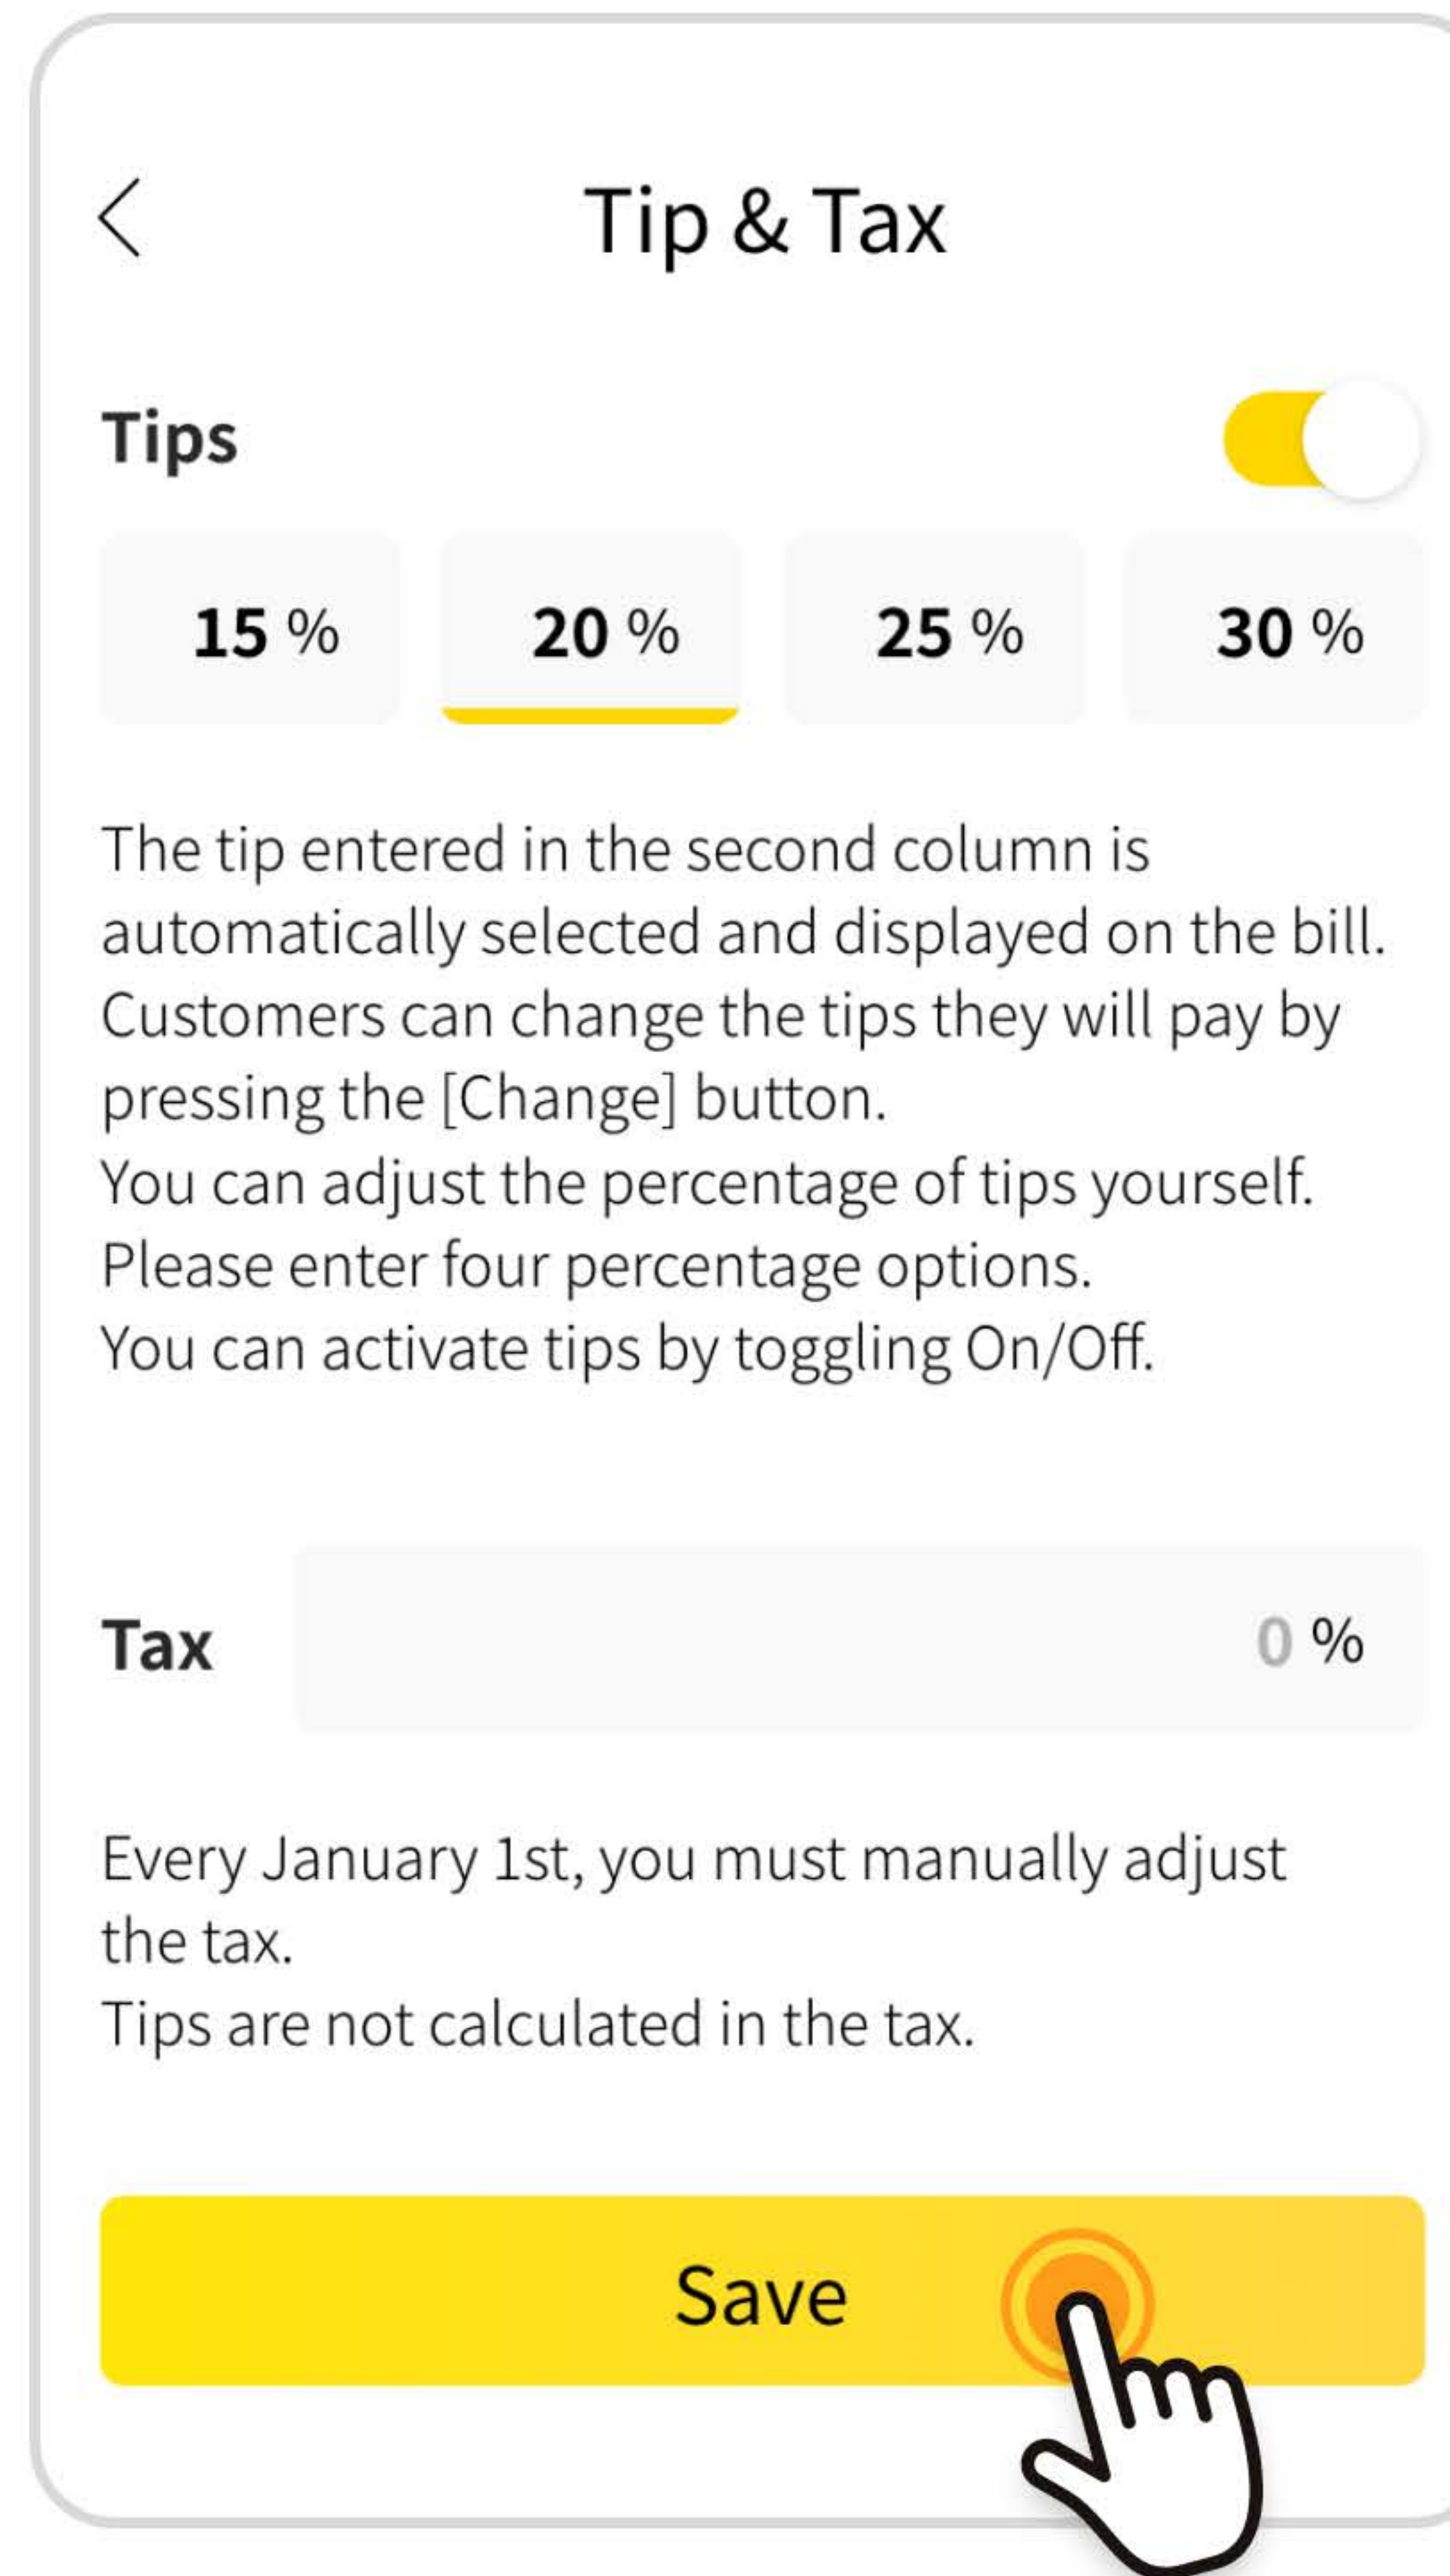 Tip & Tax
Tips
15 % 20 % 25 % 30 %
The tip entered in the second column is
automatically selected and displayed on the bill.
Customers can change the tips they will pay by
pressing the [Change] button.
You can adjust the percentage of tips yourself.
Please enter four percentage options.
You can activate tips by toggling On/Off.
Tax 0 %
Every January 1st, you must manually adjust
the tax.
Tips are not calculated in the tax.
Save